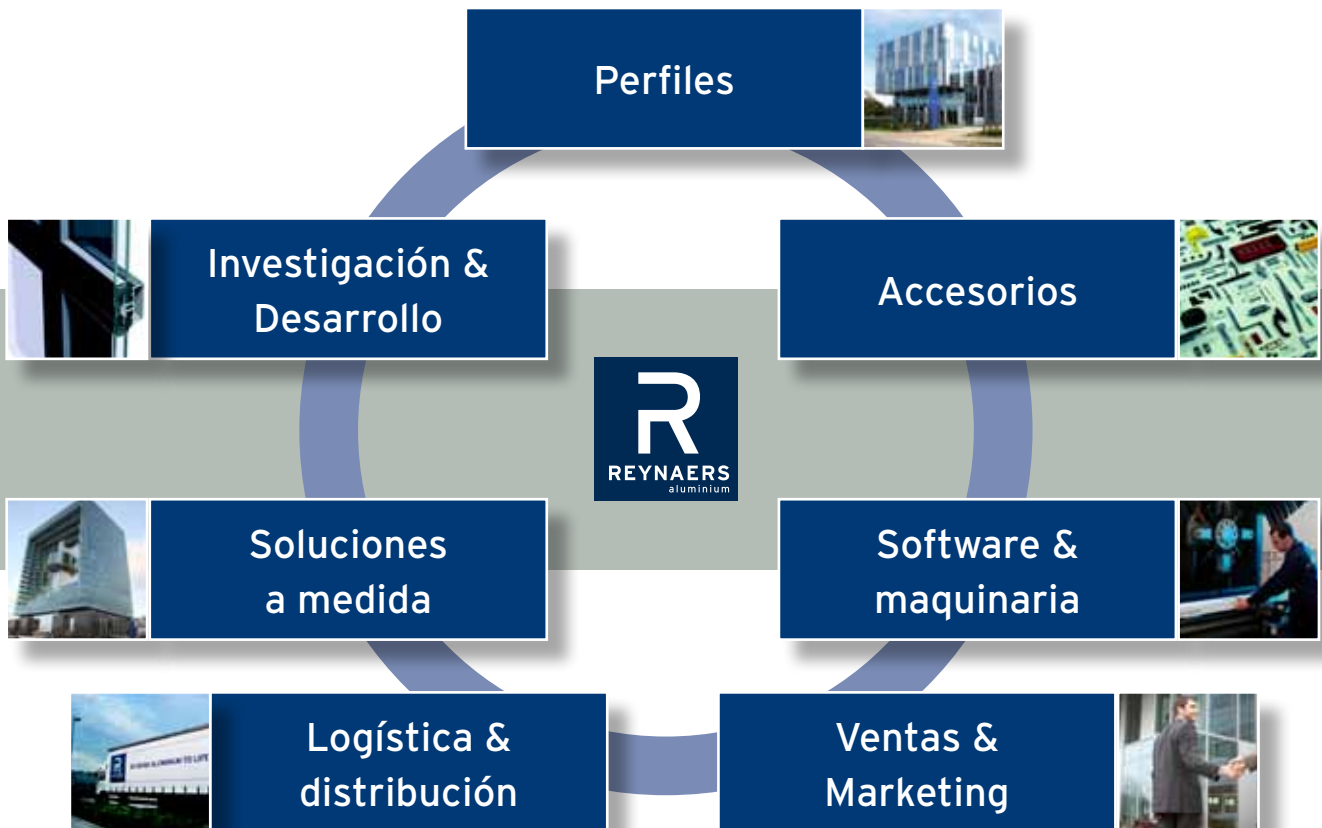 Perfiles
Investigación &
Desarrollo
Accesorios
R
REYNAERS
aluminium
Soluciones
a medida
Software &
maquinaria
Logística &
distribución
Ventas &
Marketing